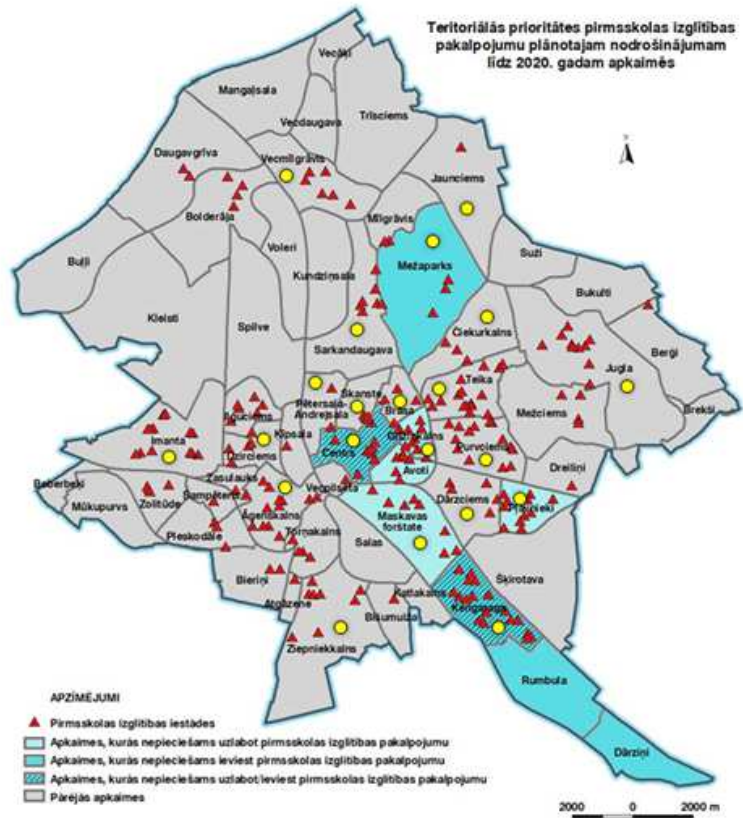 Teritoriālās prioritātes pirmsskolas izglītības
pakalpojumu plānotajam nodrošinājumam
līdz 2020. gadam apkaimēs
Vecāķi
Mangaļsala
Vecdaugava
Trīsciems
Daugavgrīva
Vecmīlgrāvis
Jaunciems
Bolderāja
Mīlgrāvis
Voleri
Suži
Buļļi
Kundziņsala
Mežaparks
Bukulti
Kleisti
Spilve
Čiekurkalns
Berģi
Sarkandaugava
Jugla
Teika
Skanste
Pētersala-
Andrejsala
Brasa
Mežciems
Brekši
Āgūciems
Ķīpsala
Imanta
Dzirciems
Centrs
Grīziņkalns
Purvciems
Avoti
Dreiliņi
Beberbeķi
Zasulauks
Vecpilsēta
Mūkupurvs
Zolitūde
Šampēteris
Āgenskalns
Maskavas
forštate
Dārzciems
Pļavnieki
Pleskodāle
Torņakalns
Salas
Bieriņi
Šķirotava
Atgāzene
Katlakalns
Ķengarags
Bišumuiža
Ziepniekkalns
Rumbula
Dārziņi
APZĪMĒJUMI
Pirmsskolas izglītības iestādes
Apkaimes, kurās nepieciešams uzlabot pirmsskolas izglītības pakalpojumu
Apkaimes, kurās nepieciešams ieviest pirmsskolas izglītības pakalpojumu
Apkaimes, kurās nepieciešams uzlabot/ieviest pirmsskolas izglītības pakalpojumu
Pārējās apkaimes
2000 0 2000 m